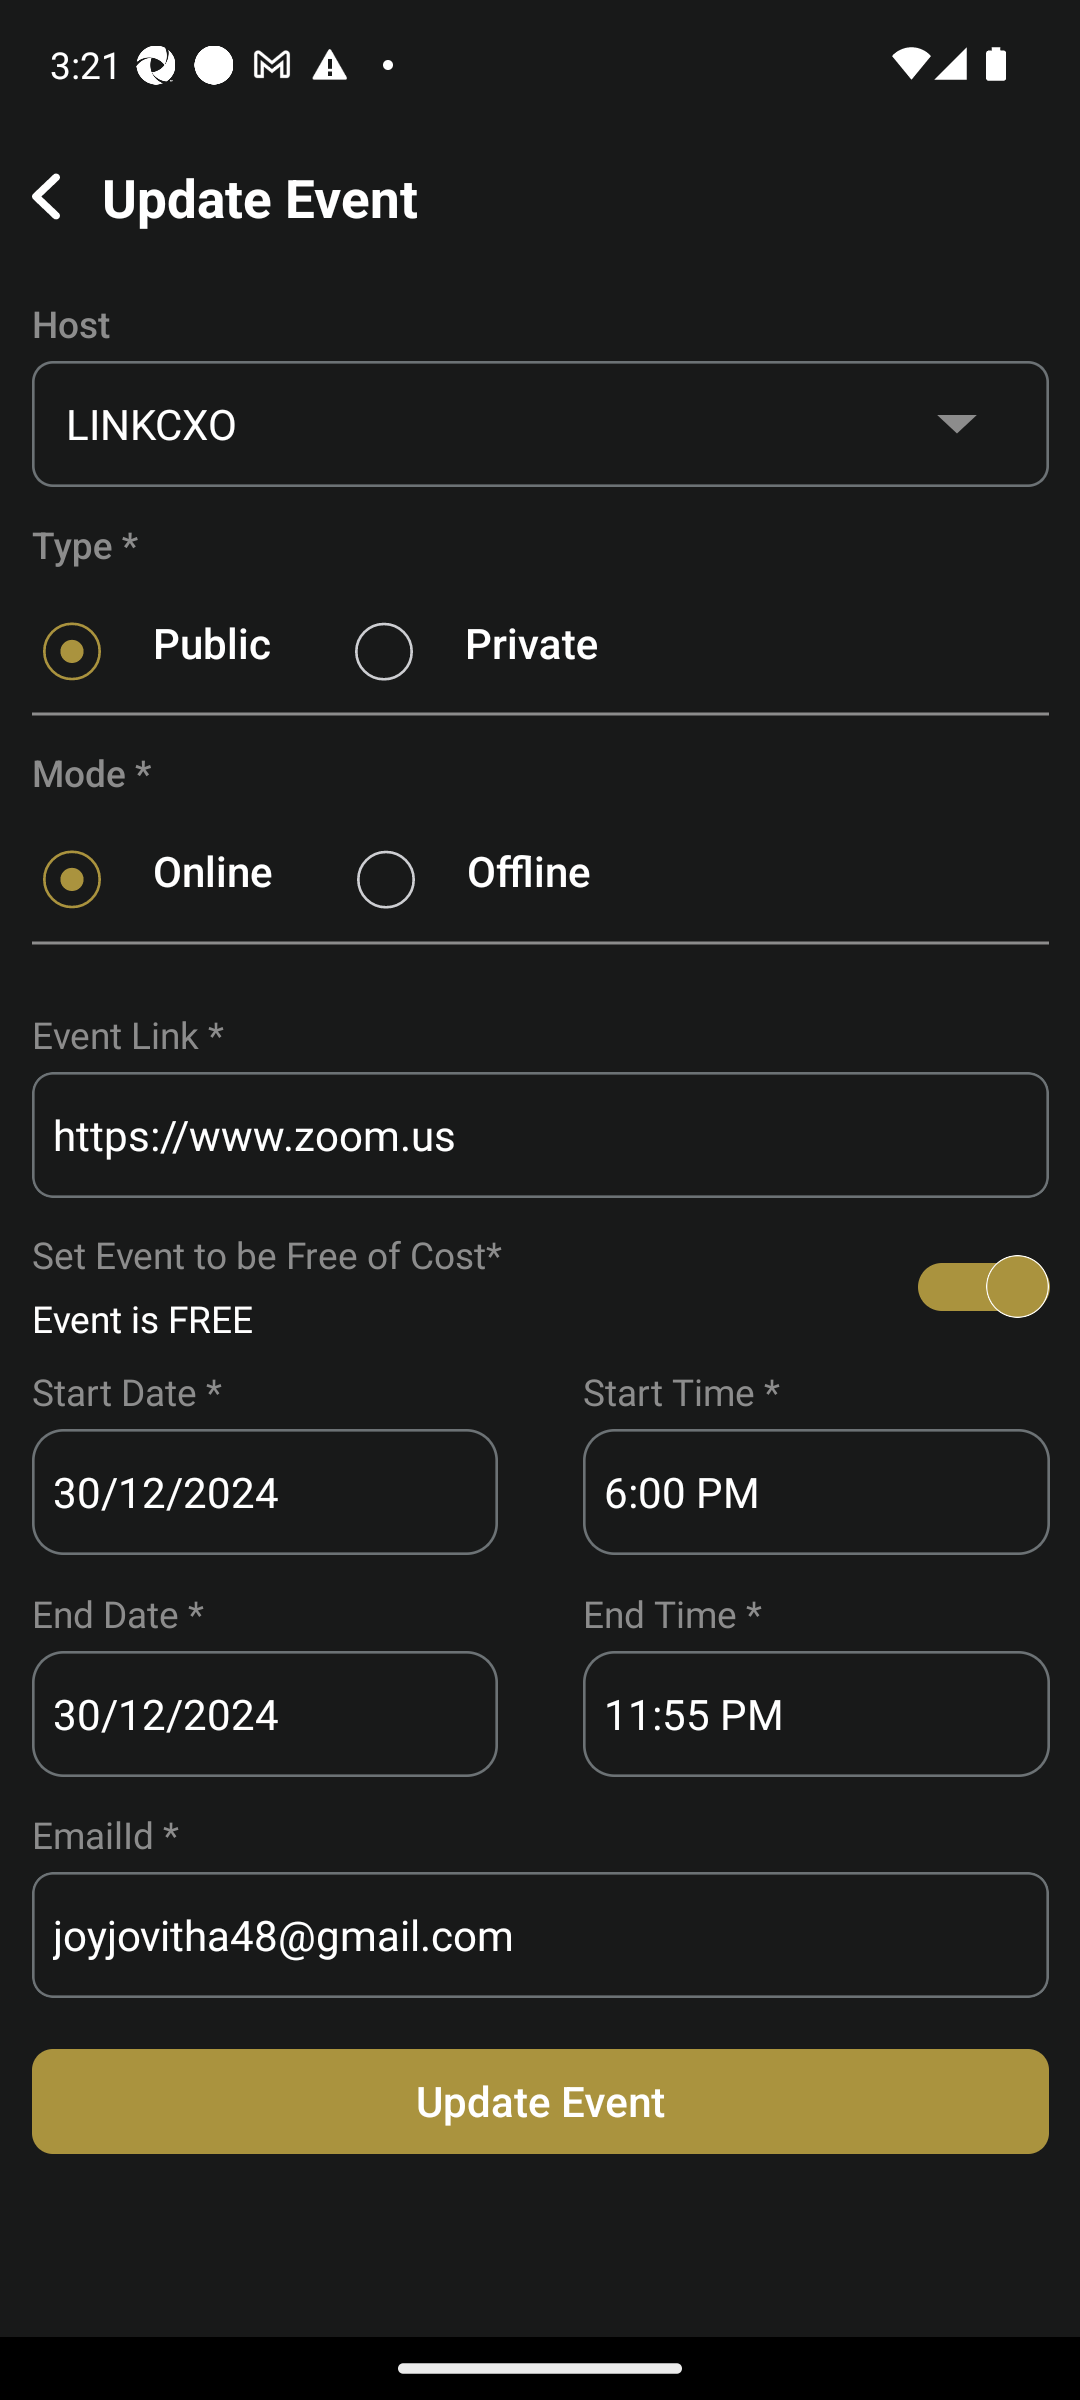 3:21
Update Event
Host
LINKCXO
Type *
Public Private
Mode *
Online Offline
Event Link *
https://www.zoom.us
Set Event to be Free of Cost*
Event is FREE
Start Date * Start Time *
30/12/2024 6:00 PM
End Date * End Time *
30/12/2024 11:55 PM
EmailId *
joyjovitha48@gmail.com
Update Event